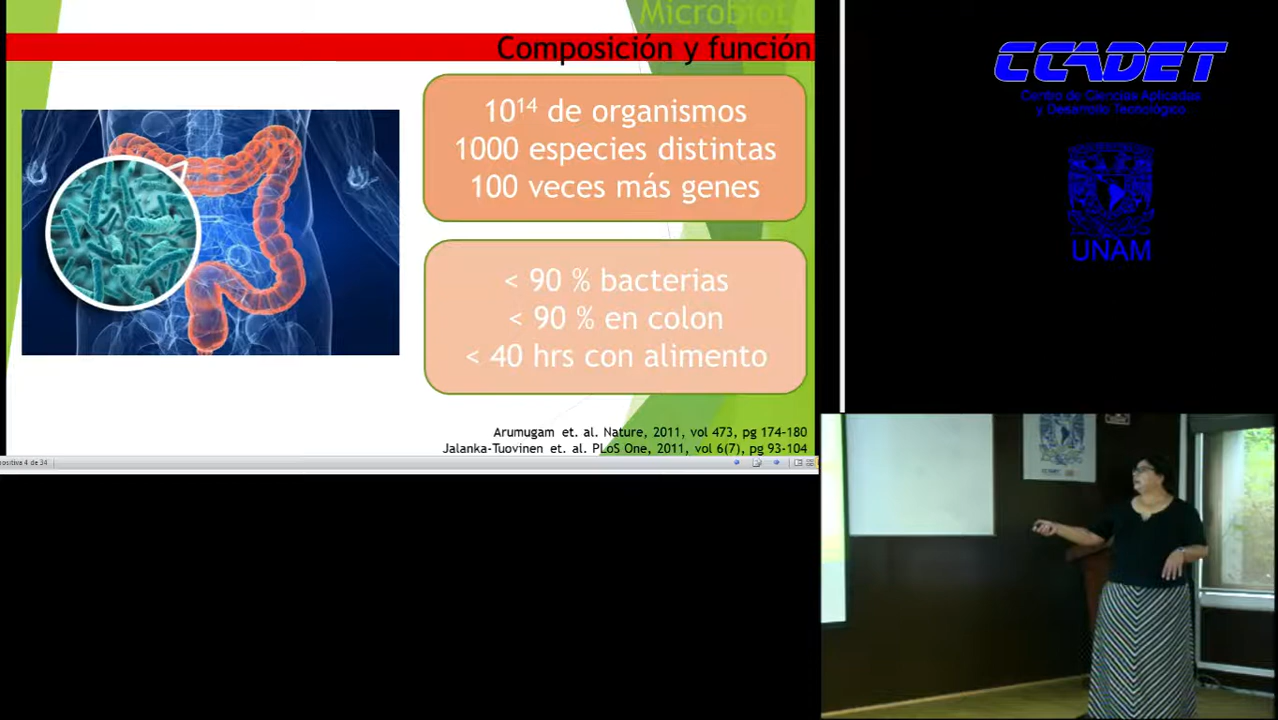 Microbiota
Composición y función
10¹⁴ de organismos
1000 especies distintas
100 veces más genes
< 90 % bacterias
< 90 % en colon
< 40 hrs con alimento
Arumugam et. al. Nature, 2011, vol 473, pg 174-180
Jalanka-Tuovinen et. al. PLoS One, 2011, vol 6(7), pg 93-104
ositiva 4 de 34
CCADET
Centro de Ciencias Aplicadas
y Desarrollo Tecnológico.
UNAM